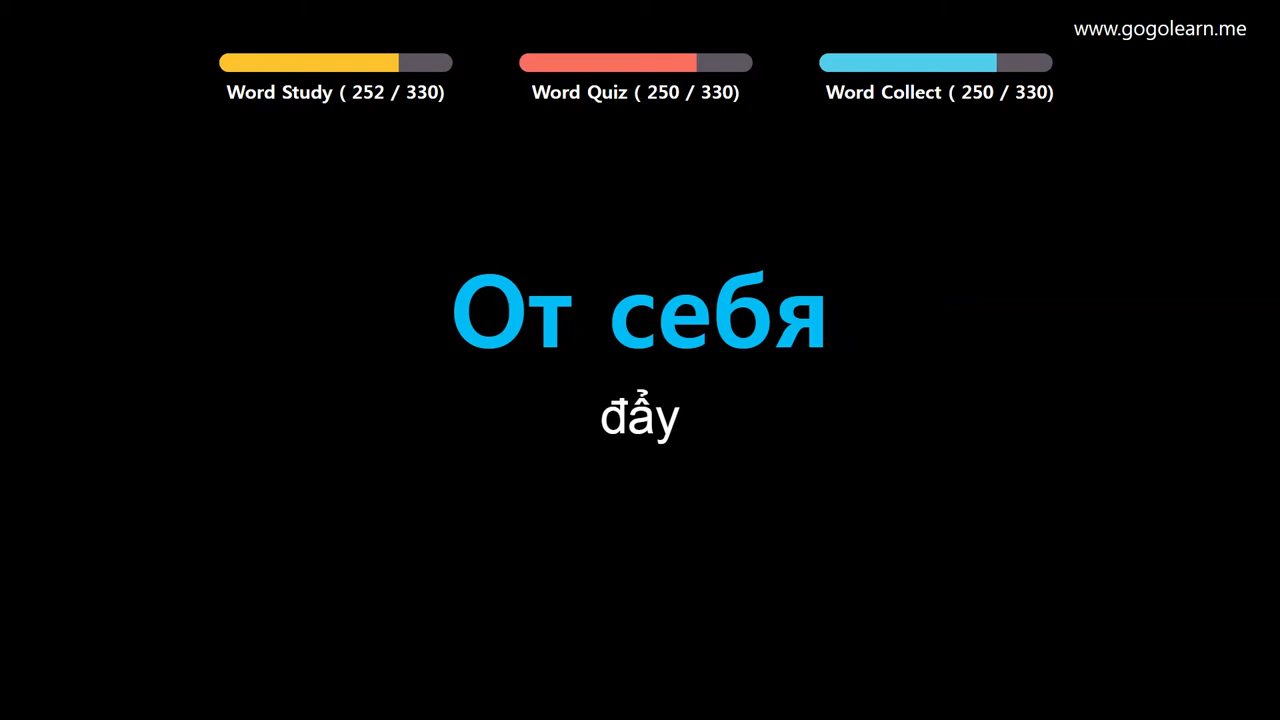 www.gogolearn.me
Word Study ( 252 / 330)
Word Quiz ( 250 / 330)
Word Collect ( 250 / 330)
От себя
đẩy